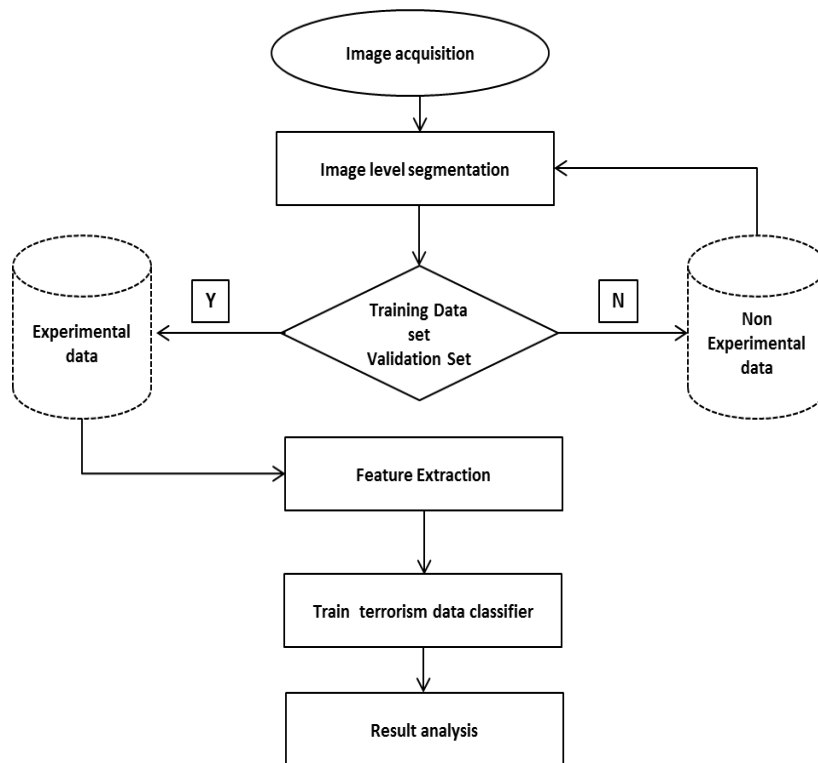 Image acquisition
Image level segmentation
Y
Training Data
set
Validation Set
N
Experimental
data
Non
Experimental
data
Feature Extraction
Train terrorism data classifier
Result analysis